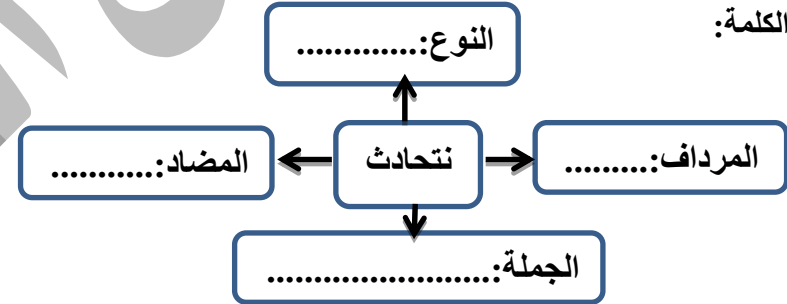 الكلمة:
النوع:.............
المرداف:.........
نتحادث
المضاد:...........
الجملة:........................